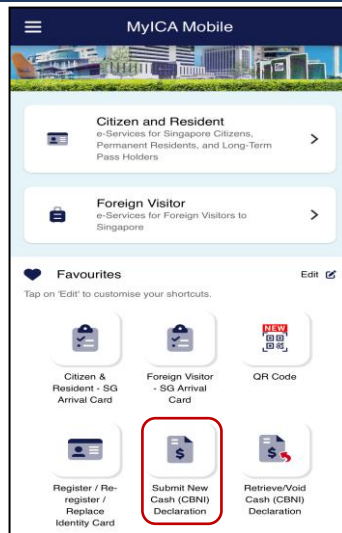 MyICA Mobile
Citizen and Resident
e-Services for Singapore Citizens,
Permanent Residents, and Long-Term
Pass Holders
Foreign Visitor
e-Services for Foreign Visitors to
Singapore
Favourites
Edit
Tap on 'Edit' to customise your shortcuts.
NEW
Citizen &
Resident - SG
Arrival Card
Foreign Visitor
- SG Arrival
Card
QR Code
$
$
Register / Re-
register /
Replace
Identity Card
Submit New
Cash (CBNI)
Declaration
Retrieve/Void
Cash (CBNI)
Declaration